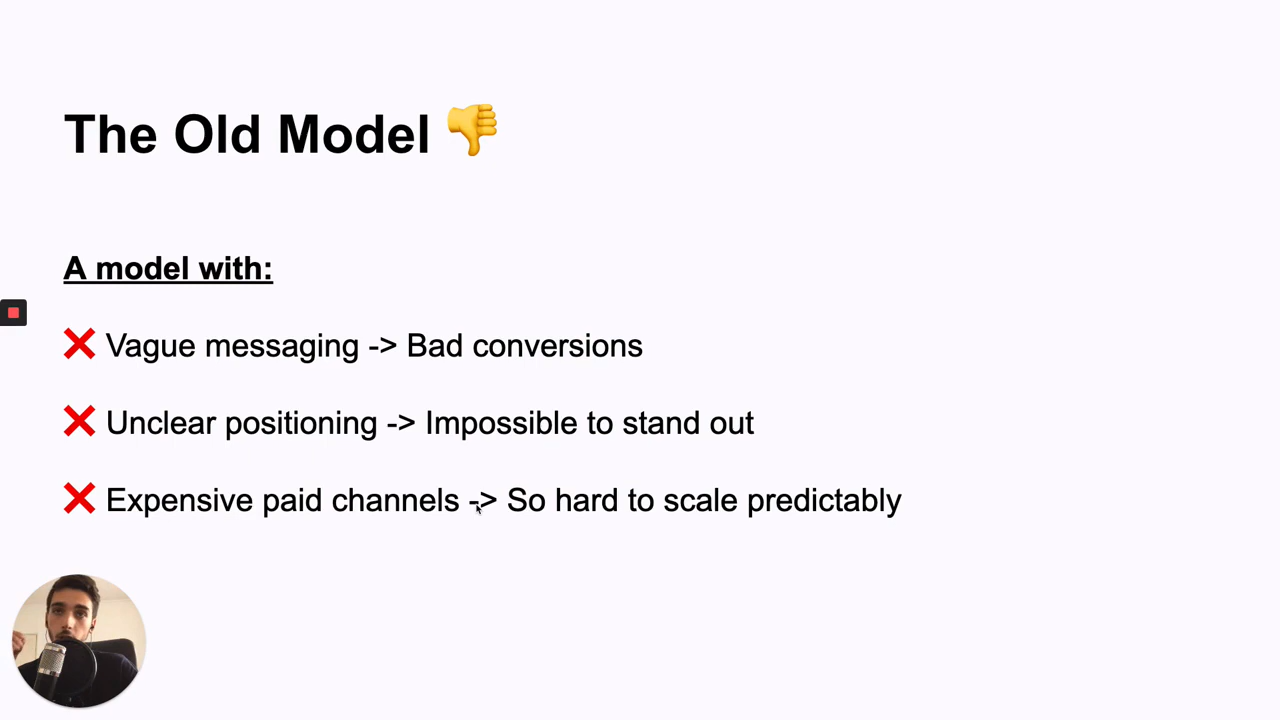 The Old Model 👎
A model with:
❌ Vague messaging -> Bad conversions
❌ Unclear positioning -> Impossible to stand out
❌ Expensive paid channels -> So hard to scale predictably